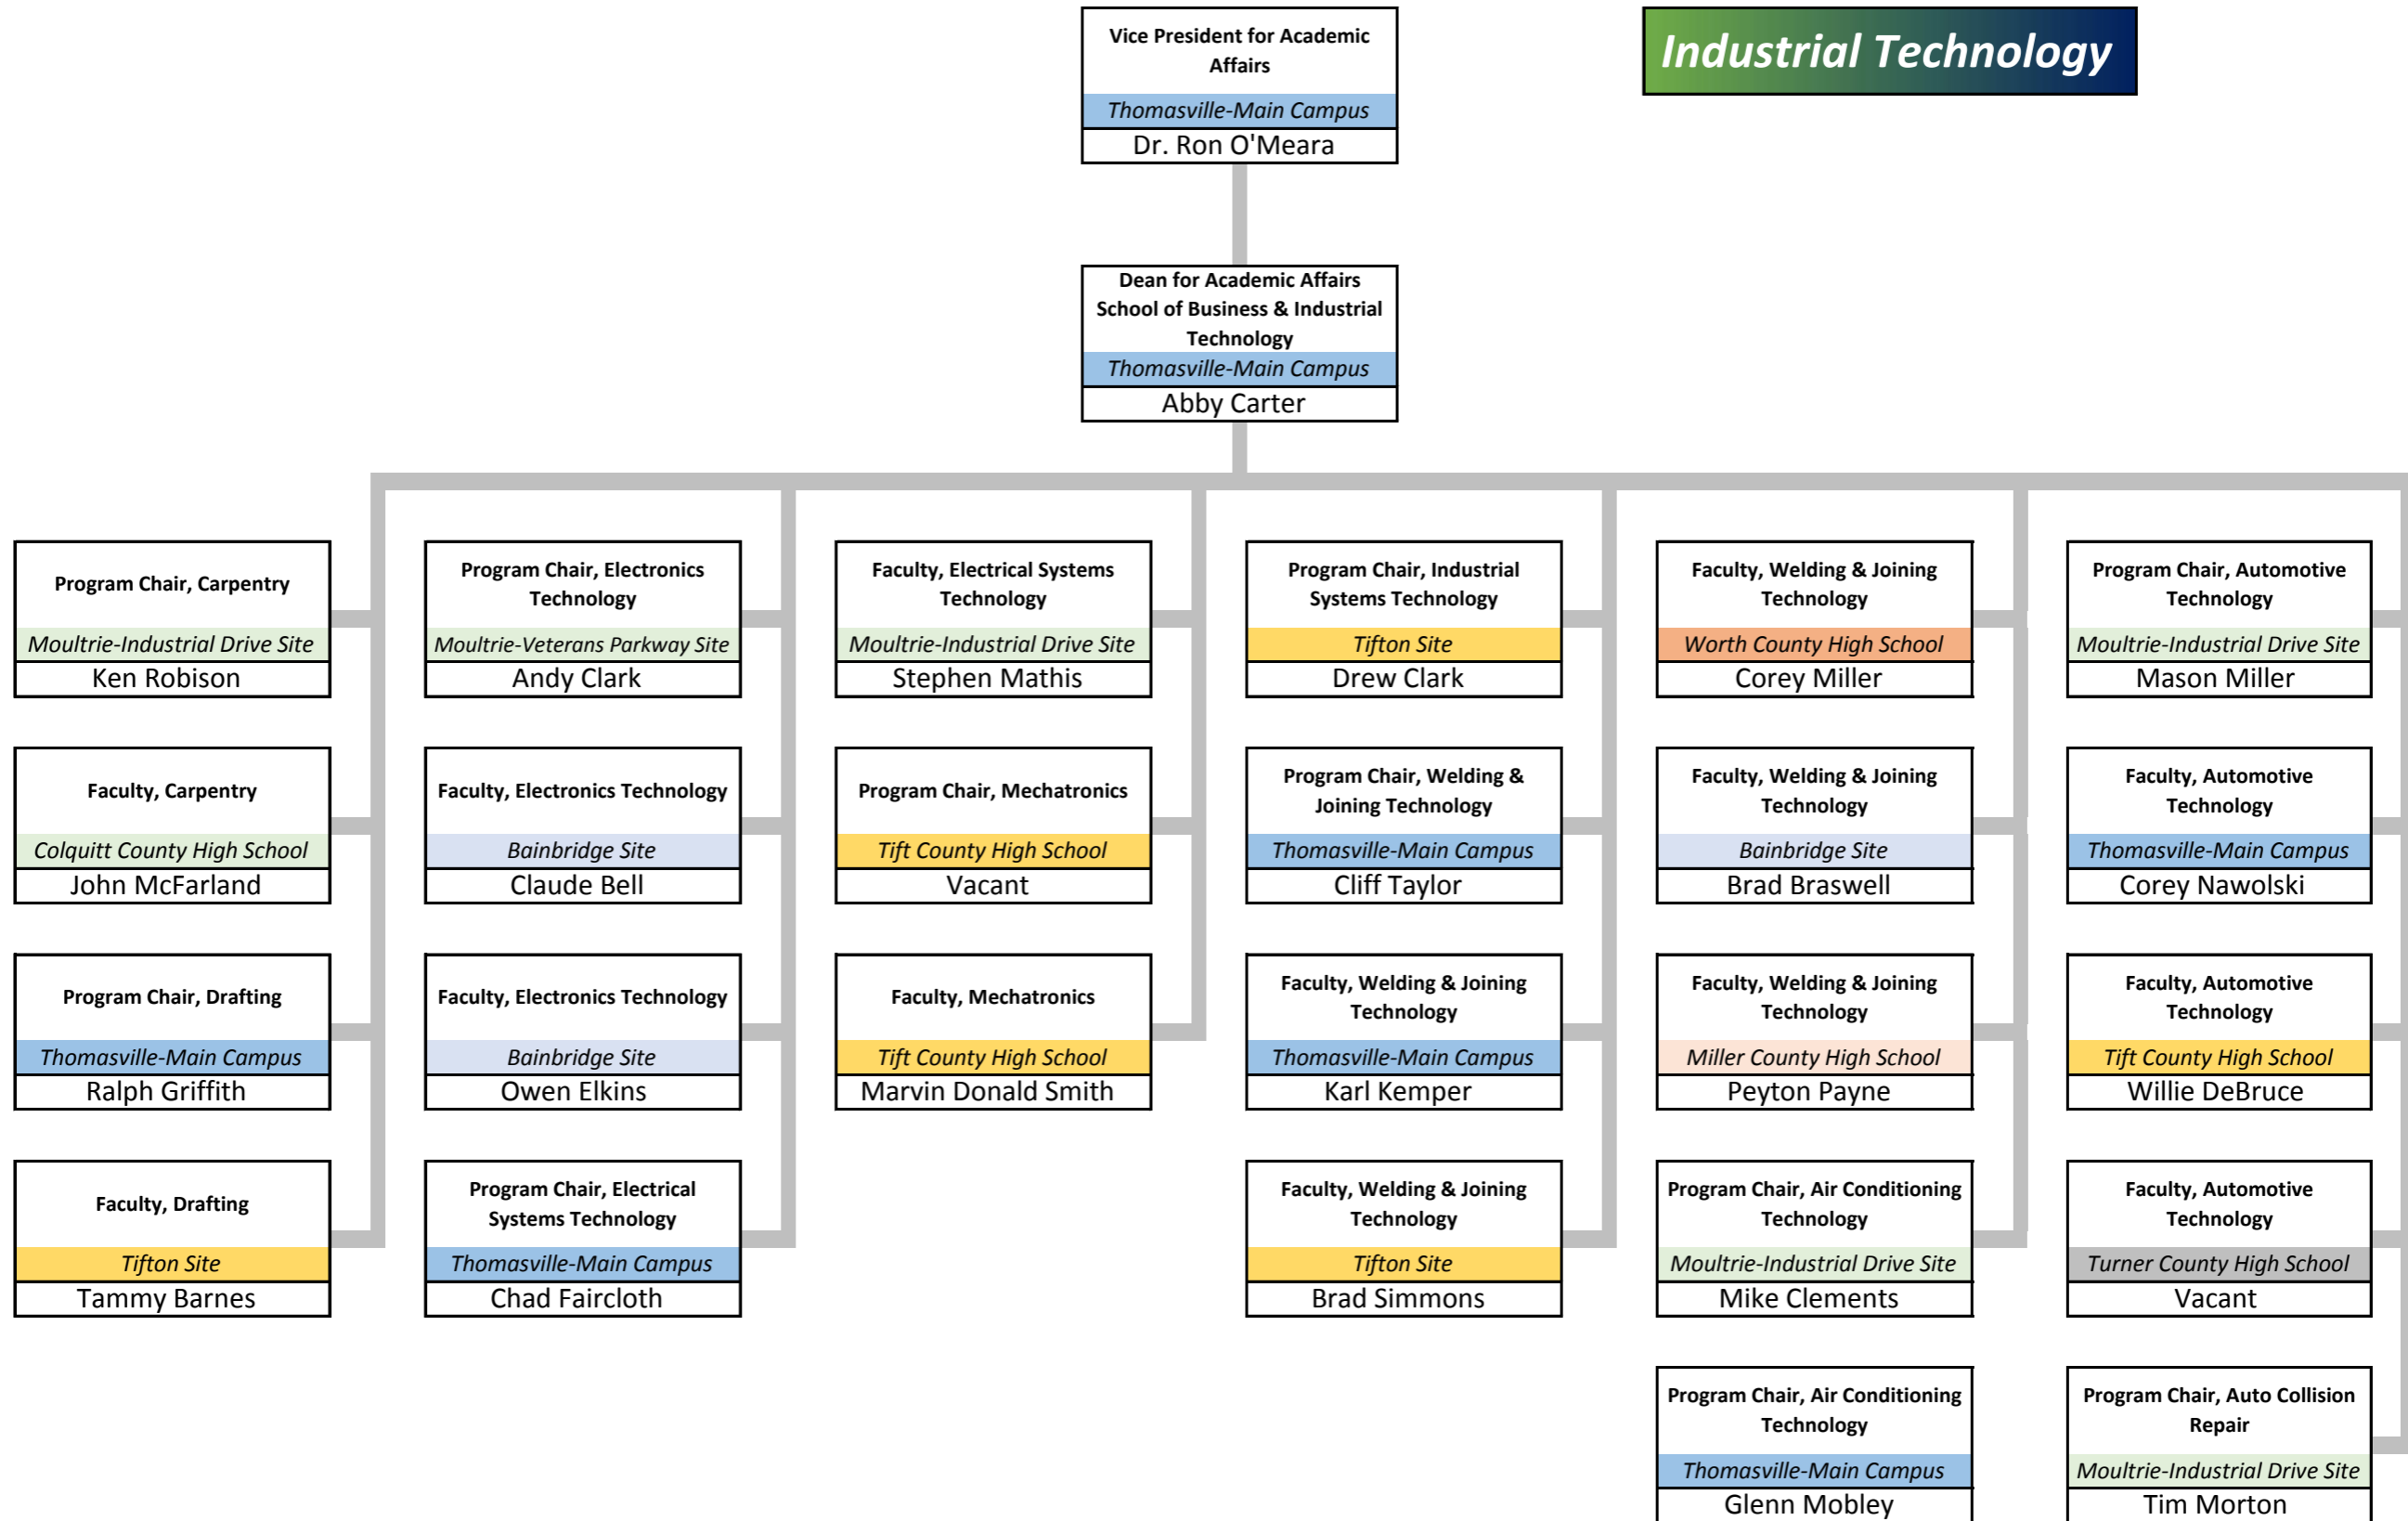 Vice President for Academic
Affairs
Thomasville-Main Campus
Dr. Ron O'Meara
Industrial Technology
Dean for Academic Affairs
School of Business & Industrial
Technology
Thomasville-Main Campus
Abby Carter
Program Chair, Carpentry
Moultrie-Industrial Drive Site
Ken Robison
Program Chair, Electronics
Technology
Moultrie-Veterans Parkway Site
Andy Clark
Faculty, Electrical Systems
Technology
Moultrie-Industrial Drive Site
Stephen Mathis
Program Chair, Industrial
Systems Technology
Tifton Site
Drew Clark
Faculty, Welding & Joining
Technology
Worth County High School
Corey Miller
Program Chair, Automotive
Technology
Moultrie-Industrial Drive Site
Mason Miller
Faculty, Carpentry
Colquitt County High School
John McFarland
Faculty, Electronics Technology
Bainbridge Site
Claude Bell
Program Chair, Mechatronics
Tift County High School
Vacant
Program Chair, Welding &
Joining Technology
Thomasville-Main Campus
Cliff Taylor
Faculty, Welding & Joining
Technology
Bainbridge Site
Brad Braswell
Faculty, Automotive
Technology
Thomasville-Main Campus
Corey Nawolski
Program Chair, Drafting
Thomasville-Main Campus
Ralph Griffith
Faculty, Electronics Technology
Bainbridge Site
Owen Elkins
Faculty, Mechatronics
Tift County High School
Marvin Donald Smith
Faculty, Welding & Joining
Technology
Thomasville-Main Campus
Karl Kemper
Faculty, Welding & Joining
Technology
Miller County High School
Peyton Payne
Faculty, Automotive
Technology
Tift County High School
Willie DeBruce
Faculty, Drafting
Tifton Site
Tammy Barnes
Program Chair, Electrical
Systems Technology
Thomasville-Main Campus
Chad Faircloth
Faculty, Welding & Joining
Technology
Tifton Site
Brad Simmons
Program Chair, Air Conditioning
Technology
Moultrie-Industrial Drive Site
Mike Clements
Faculty, Automotive
Technology
Turner County High School
Vacant
Program Chair, Air Conditioning
Technology
Thomasville-Main Campus
Glenn Mobley
Program Chair, Auto Collision
Repair
Moultrie-Industrial Drive Site
Tim Morton